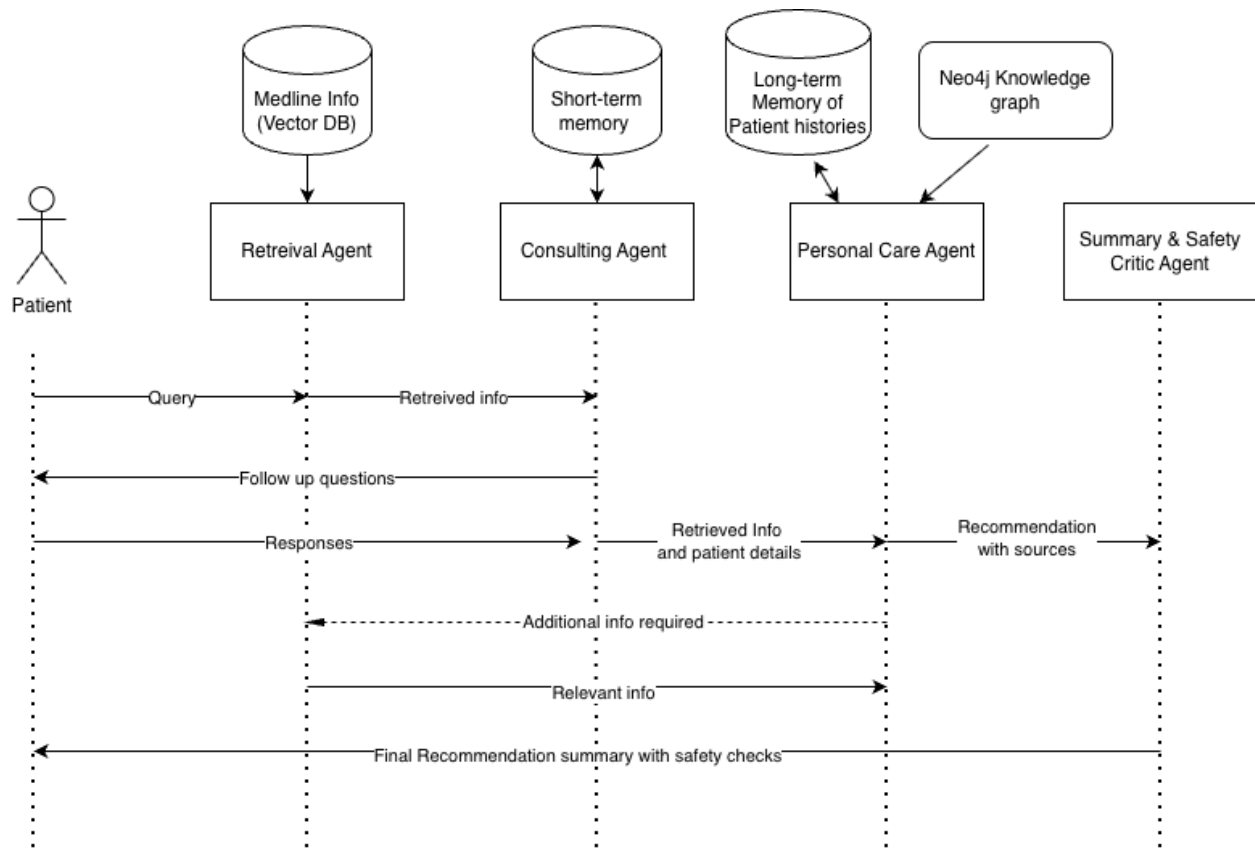 Medline Info
(Vector DB)
Short-term
memory
Long-term
Memory of
Patient histories
Neo4j Knowledge
graph
Patient
Retreival Agent
Consulting Agent
Personal Care Agent
Summary & Safety
Critic Agent
Query
Retreived info
Follow up questions
Responses
Retrieved Info
and patient details
Recommendation
with sources
Additional info required
Relevant info
Final Recommendation summary with safety checks